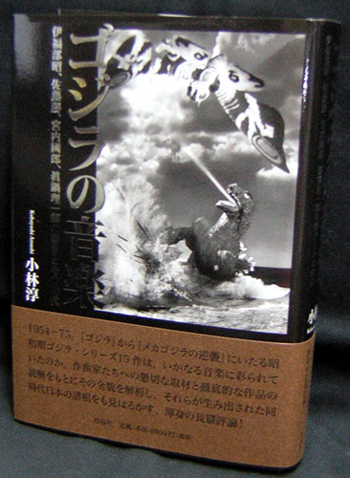 ゴジラの音楽
伊福部昭、佐藤勝、宮内國郎、眞鍋理一郎
Kobayashi Atsushi
小林淳
1954-75。『ゴジラ』から『メカゴジラの逆襲』にいたる昭
和期ゴジラ・シリーズ15作は、いかなる音楽に彩られて
いたのか。作曲家たちへの懇切な取材と徹底的な作品の
読解をもとにその全貌を解析し、それらが生み出された同
時代日本の諸相をも見はるかす、渾身の長篇評論！
作品社